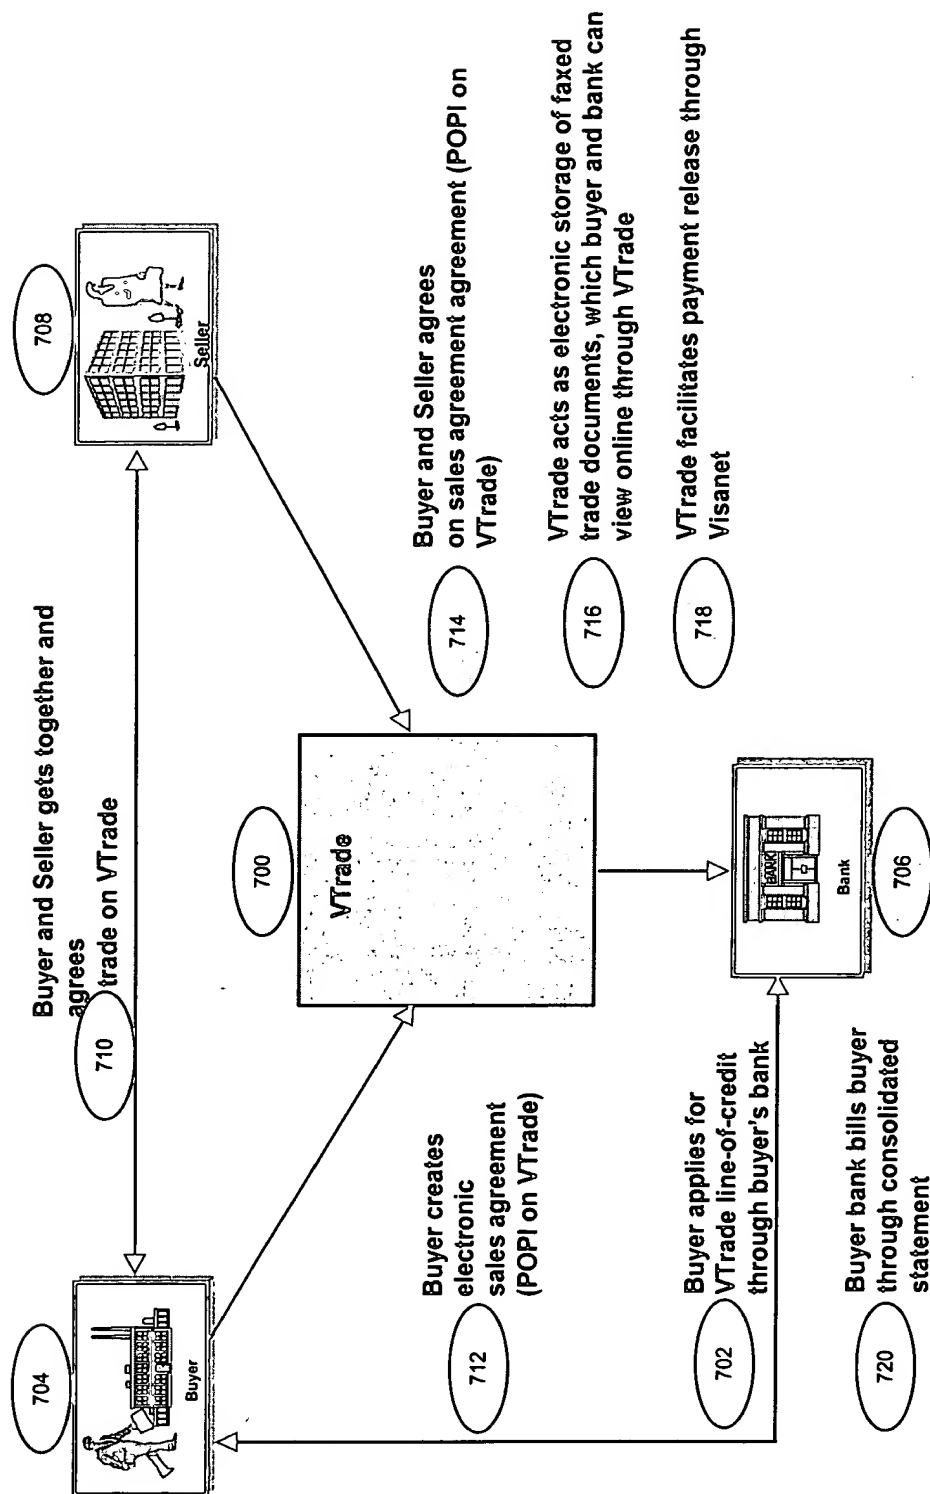 704
Buyer
Buyer and Seller gets together and
agrees
trade on VTrade
710
708
Seller
700
VTrade
712
Buyer creates
electronic
sales agreement
(POPI on VTrade)
714
Buyer and Seller agrees
on sales agreement agreement (POPI on
VTrade)
716
VTrade acts as electronic storage of faxed
trade documents, which buyer and bank can
view online through VTrade
718
VTrade facilitates payment release through
Visanet
702
Buyer applies for
VTrade line-of-credit
through buyer's bank
BANK
Bank
706
720
Buyer bank bills buyer
through consolidated
statement